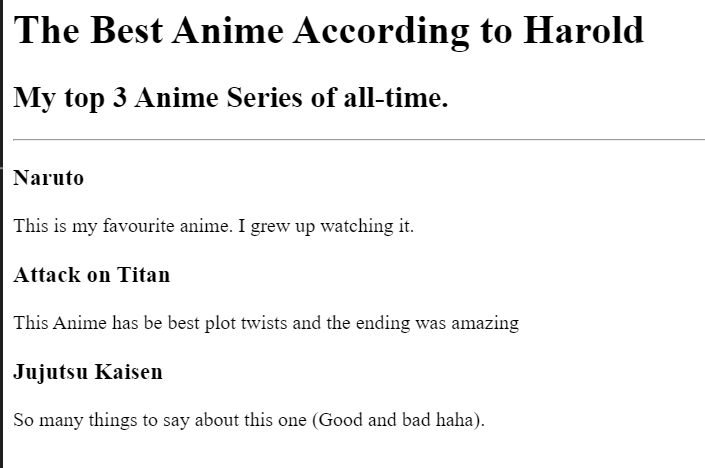 The Best Anime According to Harold
My top 3 Anime Series of all-time.
Naruto
This is my favourite anime. I grew up watching it.
Attack on Titan
This Anime has be best plot twists and the ending was amazing
Jujutsu Kaisen
So many things to say about this one (Good and bad haha).